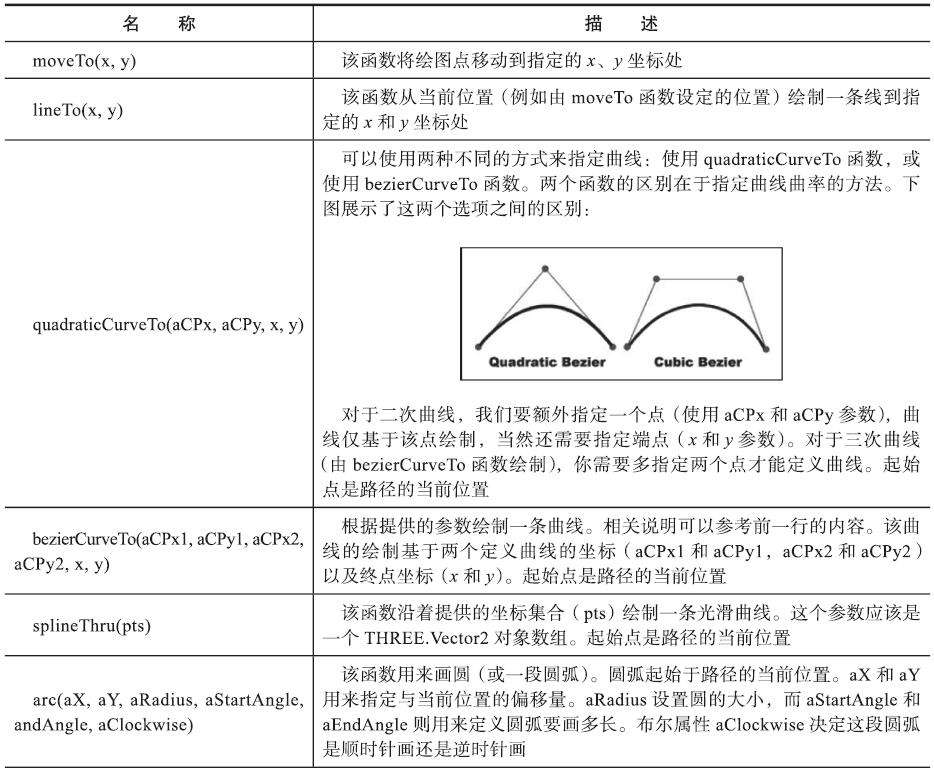 名 称 描 述
moveTo(x, y) 该函数将绘图点移动到指定的 x、y 坐标处
lineTo(x, y)
该函数从当前位置（例如由 moveTo 函数设定的位置）绘制一条线到指
定的 x 和 y 坐标处
quadraticCurveTo(aCPx, aCPy, x, y)
可以使用两种不同的方式来指定曲线：使用 quadraticCurveTo 函数，或
使用 bezierCurveTo 函数。两个函数的区别在于指定曲线曲率的方法。下
图展示了这两个选项之间的区别：
Quadratic Bezier Cubic Bezier
对于二次曲线，我们要额外指定一个点（使用 aCPx 和 aCPy 参数），曲
线仅基于该点绘制，当然还需要指定端点（x 和 y 参数）。对于三次曲线
（由 bezierCurveTo 函数绘制），你需要多指定两个点才能定义曲线。起始
点是路径的当前位置
bezierCurveTo(aCPx1, aCPy1, aCPx2,
aCPy2, x, y)
根据提供的参数绘制一条曲线。相关说明可以参考前一行的内容。该曲
线的绘制基于两个定义曲线的坐标（aCPx1 和 aCPy1，aCPx2 和 aCPy2）
以及终点坐标（x 和 y）。起始点是路径的当前位置
splineThru(pts)
该函数沿着提供的坐标集合（pts）绘制一条光滑曲线。这个参数应该是
一个 THREE.Vector2 对象数组。起始点是路径的当前位置
arc(aX, aY, aRadius, aStartAngle,
andAngle, aClockwise)
该函数用来画圆（或一段圆弧）。圆弧起始于路径的当前位置。aX 和 aY
用来指定与当前位置的偏移量。aRadius 设置圆的大小，而 aStartAngle 和
aEndAngle 则用来定义圆弧要画多长。布尔属性 aClockwise 决定这段圆弧
是顺时针画还是逆时针画